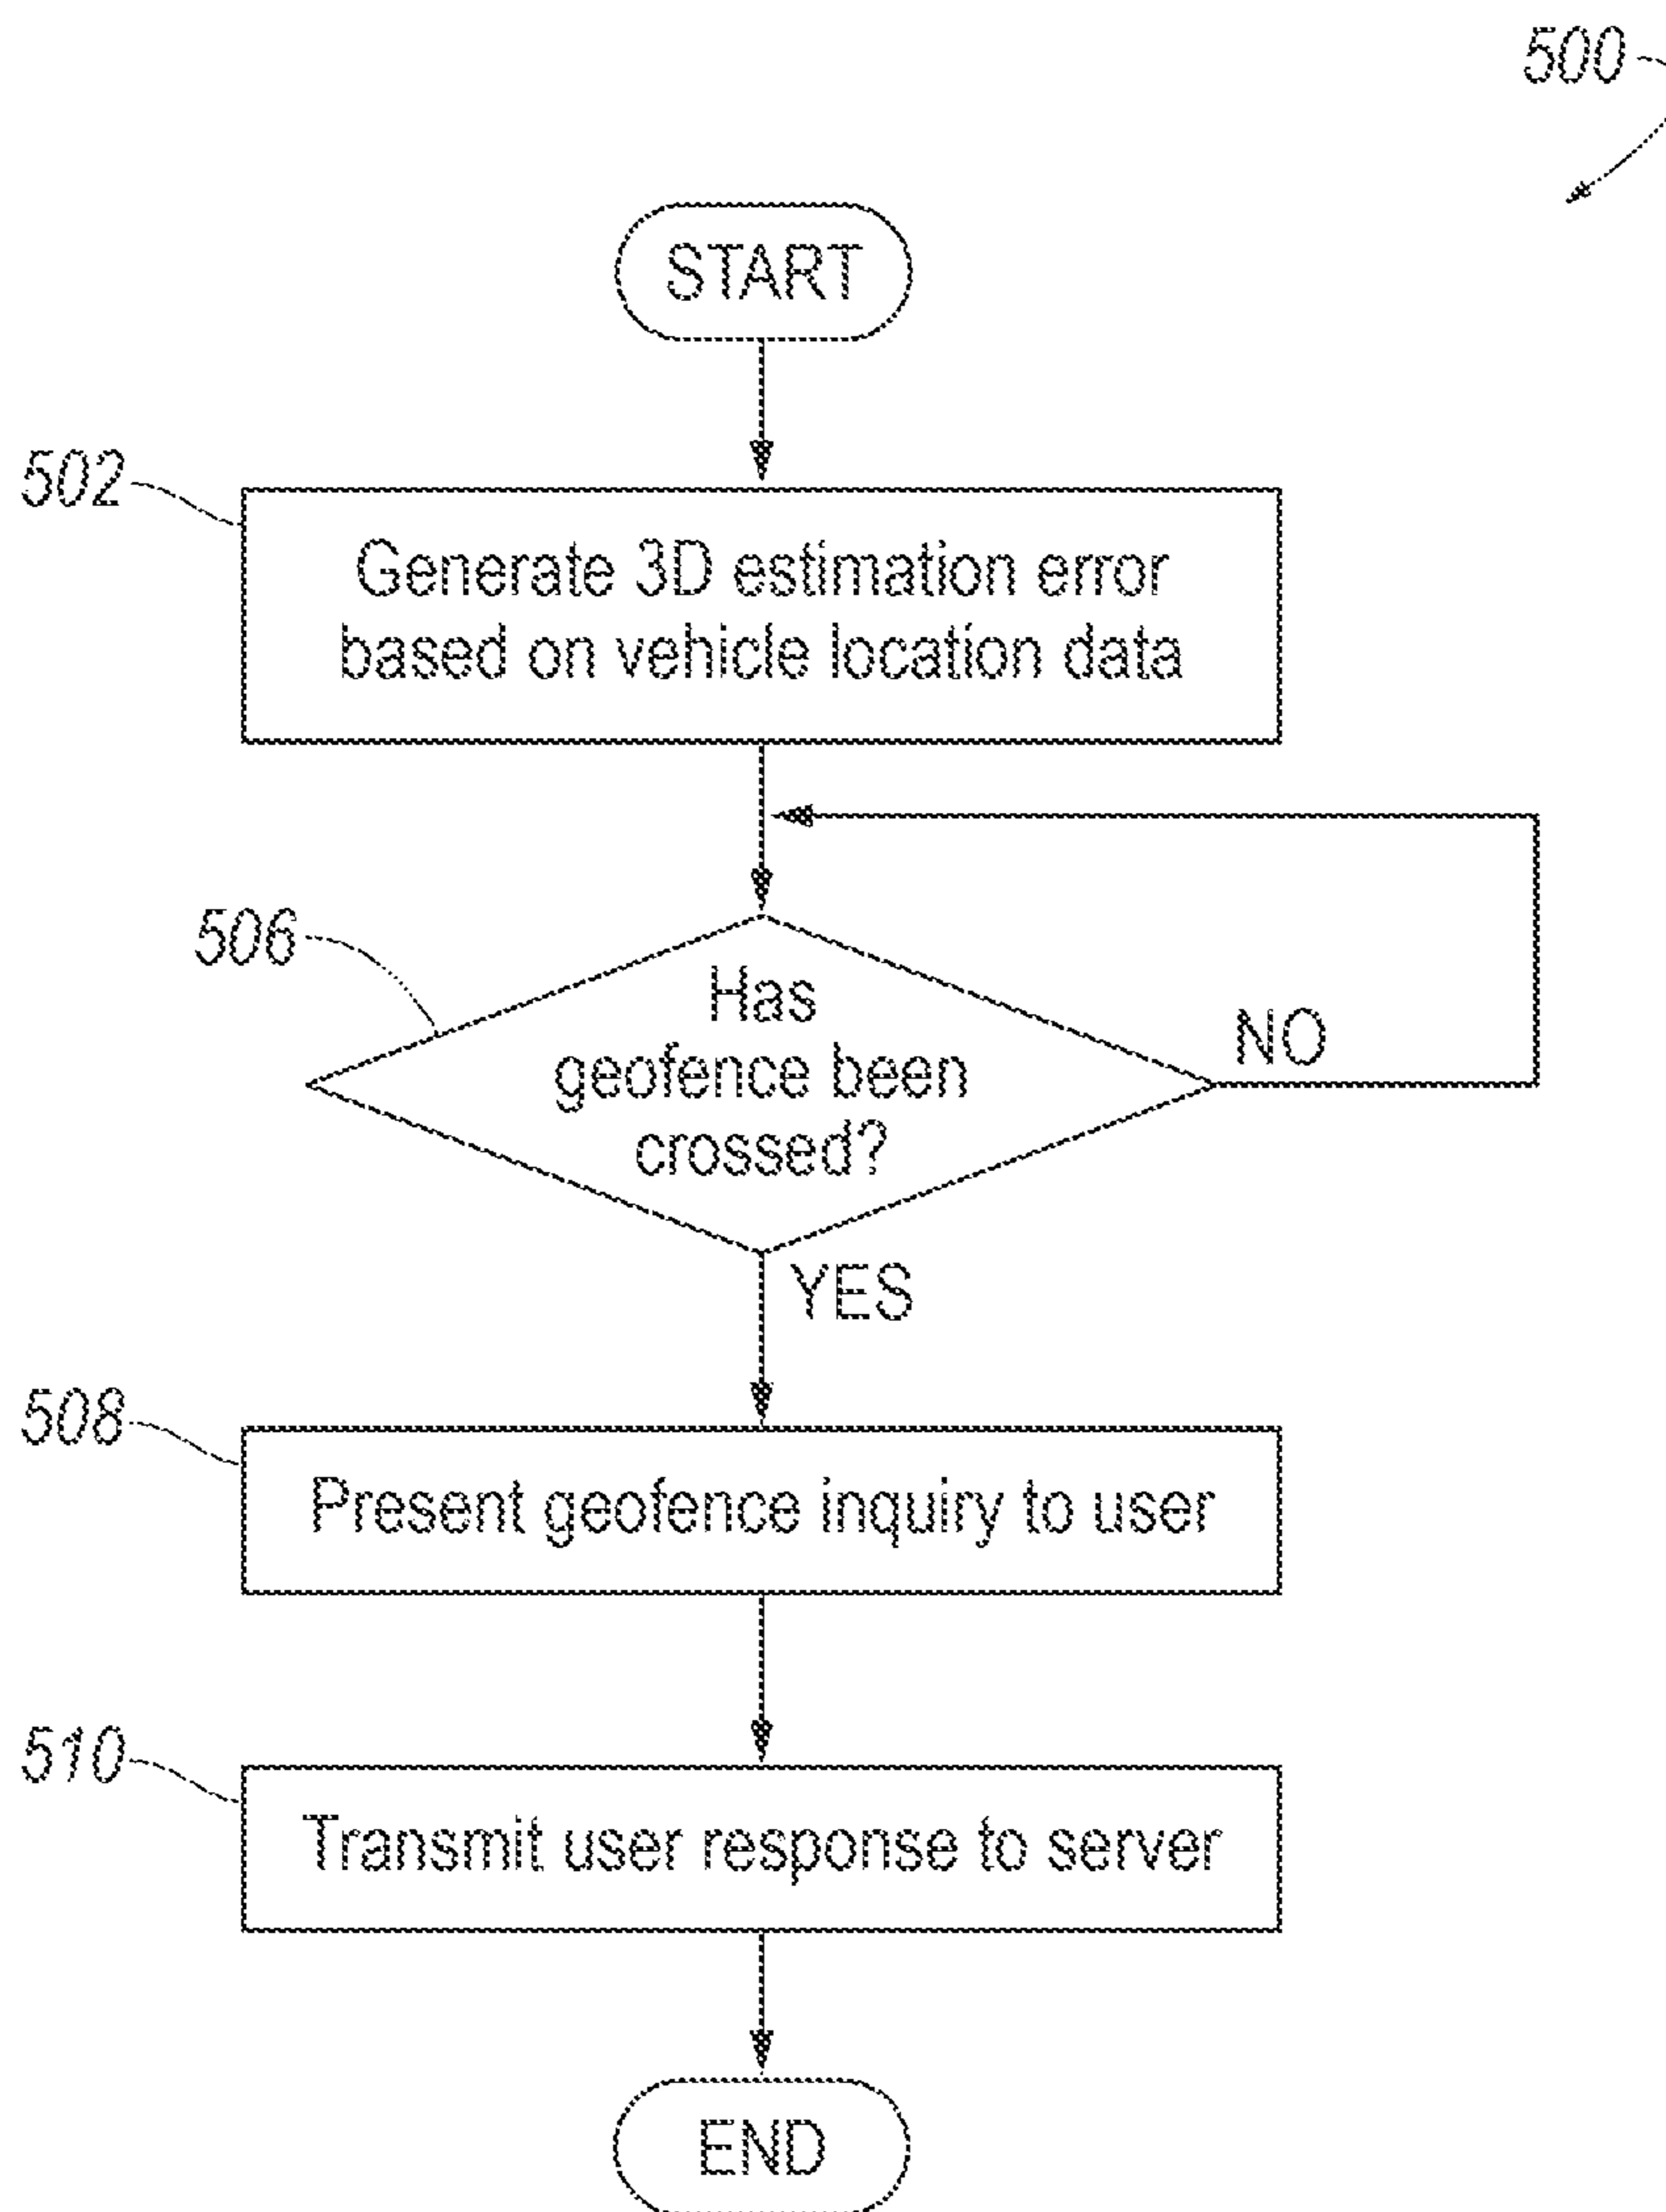 500
START
502
Generate 3D estimation error
based on vehicle location data
506
Has
geofence been
crossed?
NO
YES
508
Present geofence inquiry to user
510
Transmit user response to server
END